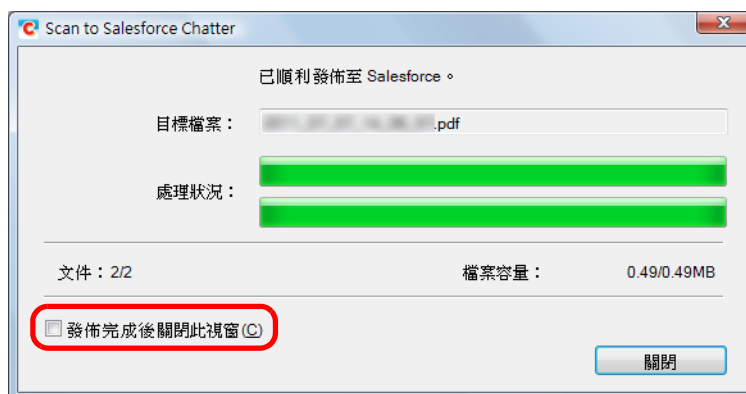 Scan to Salesforce Chatter
已順利發佈至 Salesforce。
目標檔案： .pdf
處理狀況：
文件：2/2 檔案容量： 0.49/0.49MB
發佈完成後關閉此視窗(C)
關閉